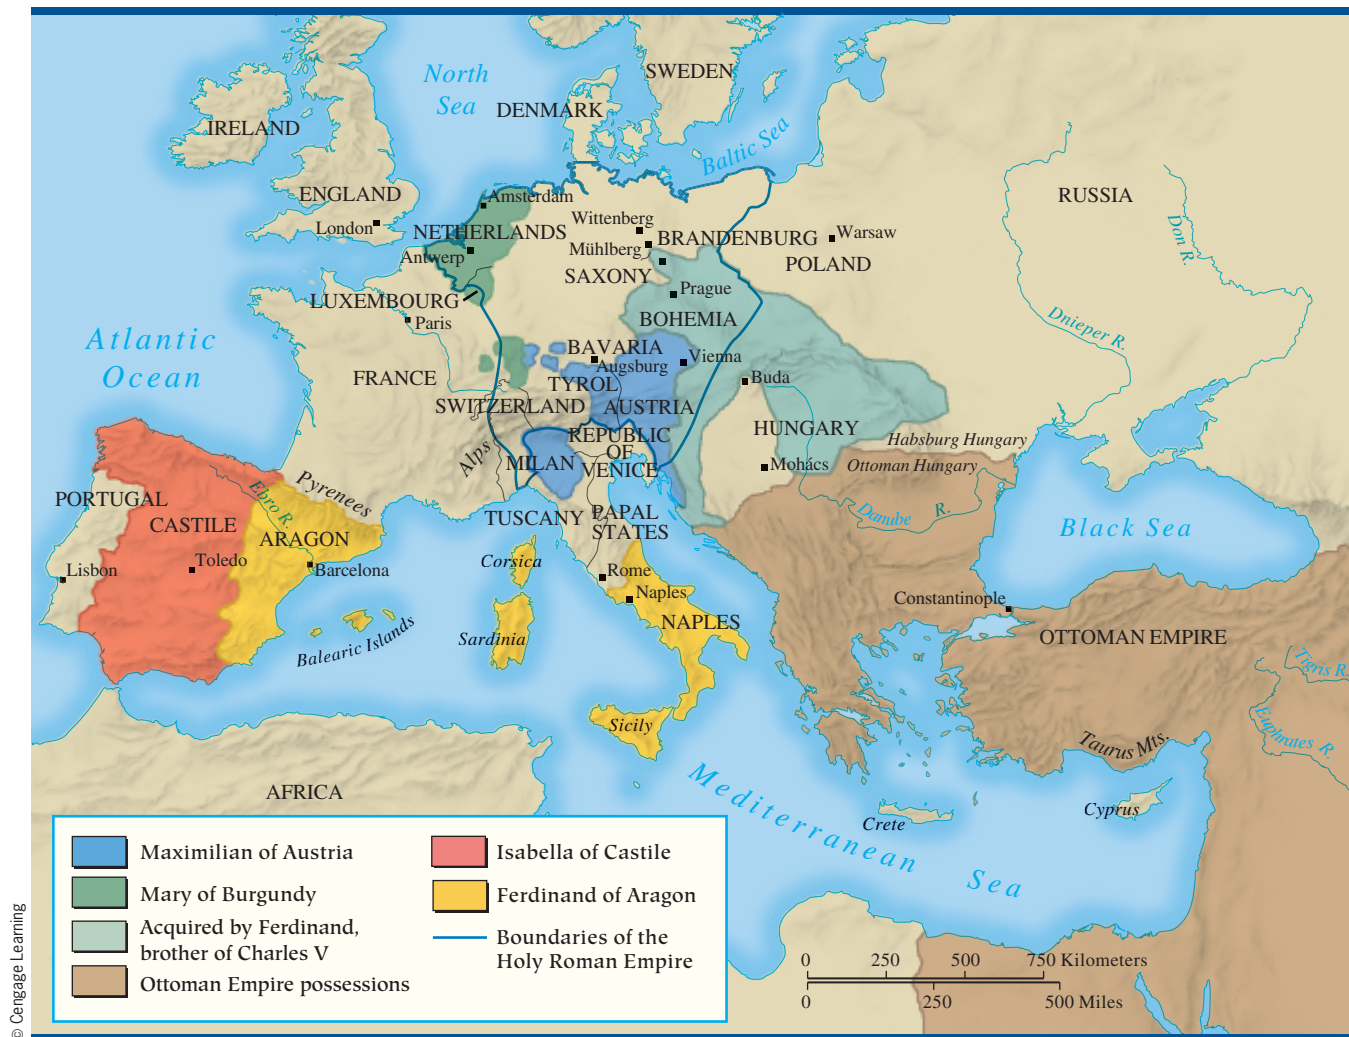 North
Sea
SWEDEN
DENMARK
IRELAND
Baltic Sea
ENGLAND
London
Amsterdam
NETHERLANDS
Antwerp
Wittenberg
Mühlberg
BRANDENBURG
SAXONY
Warsaw
POLAND
RUSSIA
Don R.
Dnieper R.
LUXEMBOURG
Paris
Prague
BOHEMIA
Atlantic
Ocean
FRANCE
BAVARIA
Augsburg
Vienna
TYROL
SWITZERLAND
AUSTRIA
Buda
HUNGARY
Habsburg Hungary
Ottoman Hungary
Mohács
REPUBLIC
OF
VENICE
MILAN
Alps
Pyrenees
Ebro R.
PORTUGAL
CASTILE
ARAGON
Toledo
Lisbon
Barcelona
TUSCANY
PAPAL
STATES
Danube R.
Black Sea
Corsica
Rome
Naples
NAPLES
Constantinople
OTTOMAN EMPIRE
Balearic Islands
Sardinia
Sicily
Tigris R.
Euphrates R.
Taurus Mts.
AFRICA
Mediterranean Sea
Crete
Cyprus
Maximilian of Austria
Mary of Burgundy
Acquired by Ferdinand,
brother of Charles V
Ottoman Empire possessions
Isabella of Castile
Ferdinand of Aragon
Boundaries of the
Holy Roman Empire
0 250 500 750 Kilometers
0 250 500 Miles
© Cengage Learning